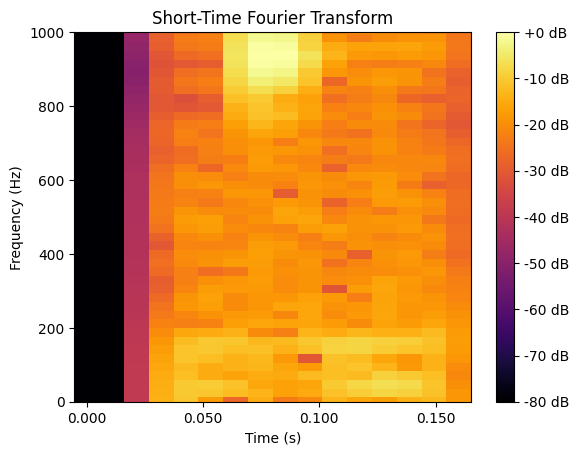 Short-Time Fourier Transform
1000
800
600
400
200
0
Frequency (Hz)
0.000
0.050
0.100
0.150
Time (s)
+0 dB
-10 dB
-20 dB
-30 dB
-40 dB
-50 dB
-60 dB
-70 dB
-80 dB